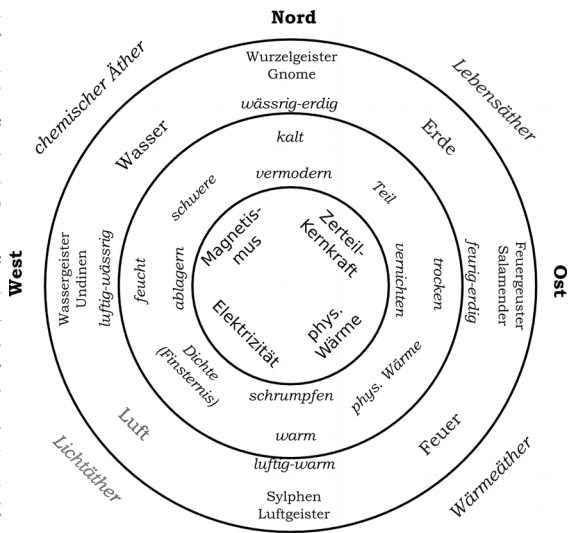 Nord
chemischer Äther
Lebensäther
Wurzelgeister
Gnome
wässrig-erdig
Wasser
Erde
kalt
vermodern
schwere
Teil
Magnetis-
mus
Zerteil-
Kernkraft
West
Wassergeister
Undinen
luftig-wässrig
feucht
ablagern
vernichten
trocken
feurig-erdig
Feuergeuster
Salamender
Ost
Elektrizität
phys.
Wärme
Dichte
(Finsternis)
schrumpfen
phys. Wärme
warm
Luft
Feuer
luftig-warm
Lichtäther
Wärmeäther
Sylphen
Luftgeister